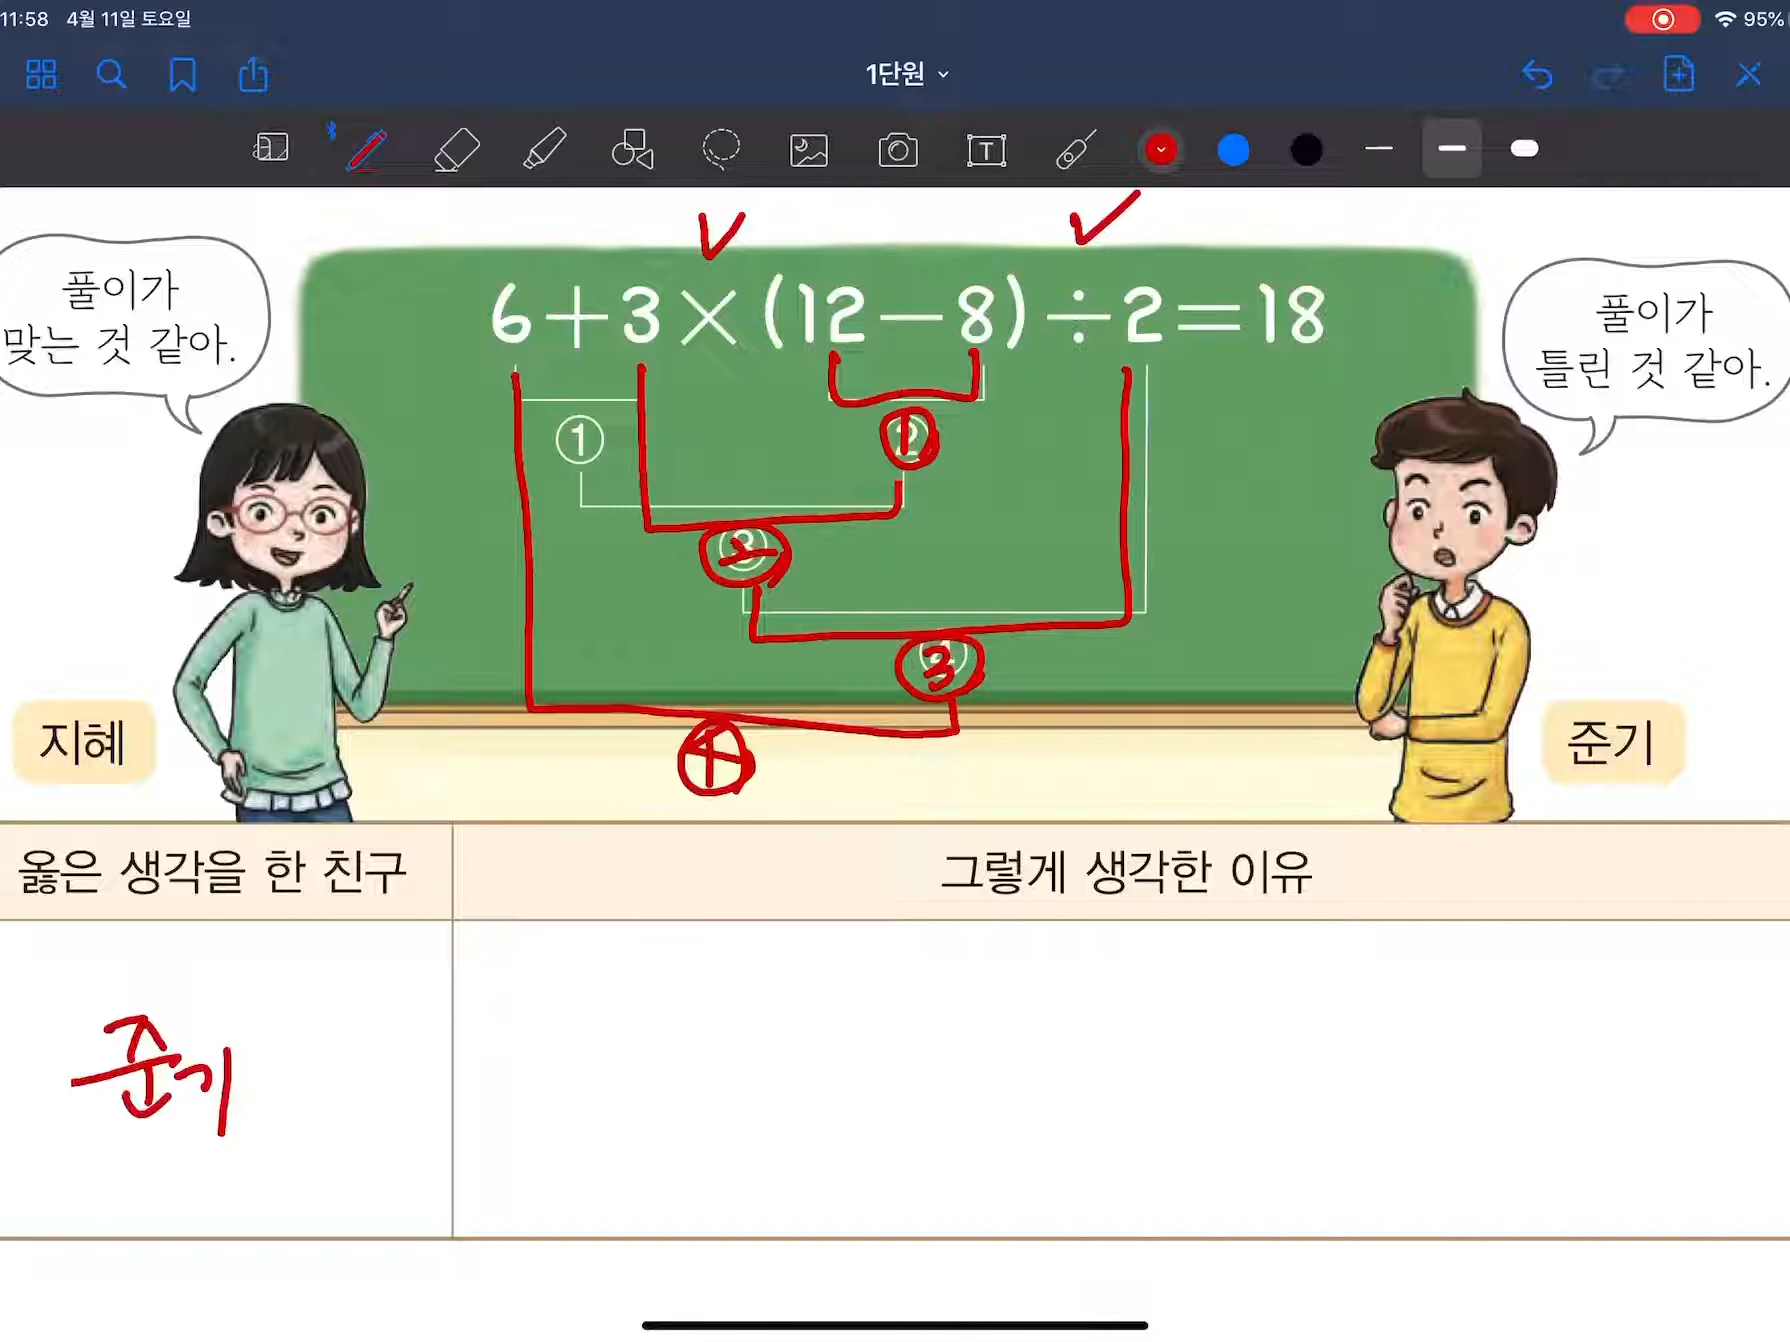 11:58 4월 11일 토요일
95%
1단원
풀이가
맞는 것 같아.
6+3×(12−8)÷2=18
풀이가
틀린 것 같아.
①
①
②
③
④
지혜
준기
옳은 생각을 한 친구
그렇게 생각한 이유
준기